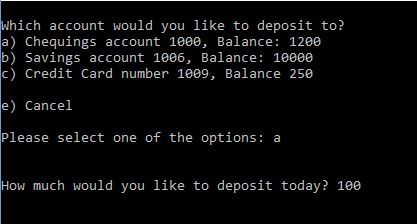 Which account would you like to deposit to?
a) Chequings account 1000, Balance: 1200
b) Savings account 1006, Balance: 10000
c) Credit Card number 1009, Balance 250
e) Cancel
Please select one of the options: a
How much would you like to deposit today? 100